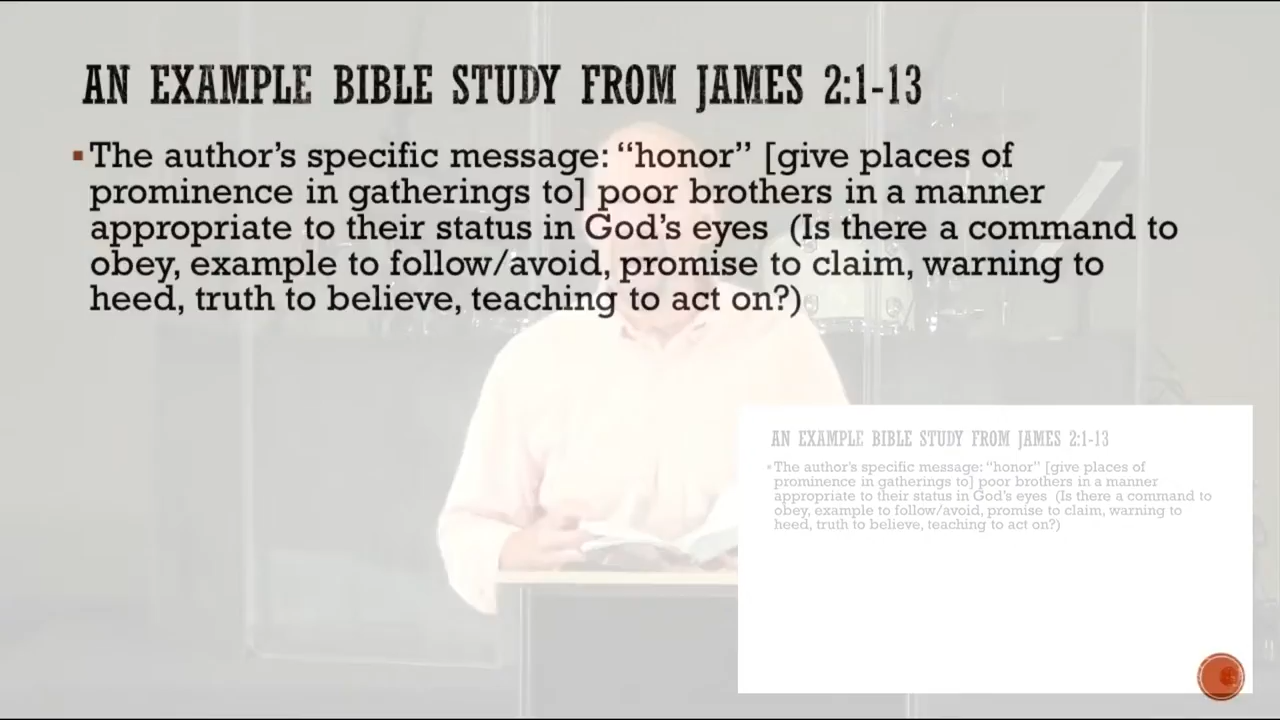 AN EXAMPLE BIBLE STUDY FROM JAMES 2:1-13
▪The author's specific message: “honor” [give places of
prominence in gatherings to] poor brothers in a manner
appropriate to their status in God's eyes  (Is there a command to
obey, example to follow/avoid, promise to claim, warning to
heed, truth to believe, teaching to act on?)
AN EXAMPLE BIBLE STUDY FROM JAMES 2:1-13
▪The author's specific message: “honor” [give places of
prominence in gatherings to] poor brothers in a manner
appropriate to their status in God's eyes  (Is there a command to
obey, example to follow/avoid, promise to claim, warning to
heed, truth to believe, teaching to act on?)